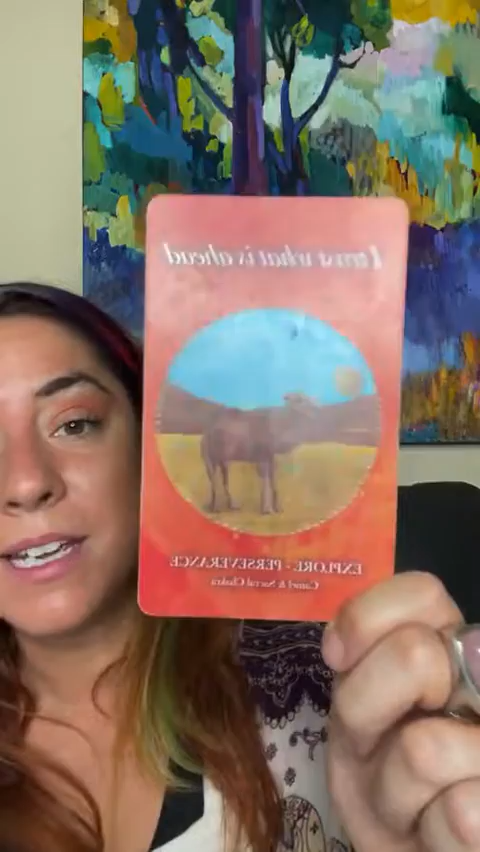 I trust what is ahead
EXPLORE - PERSEVERANCE
Camel & Sacral Chakra